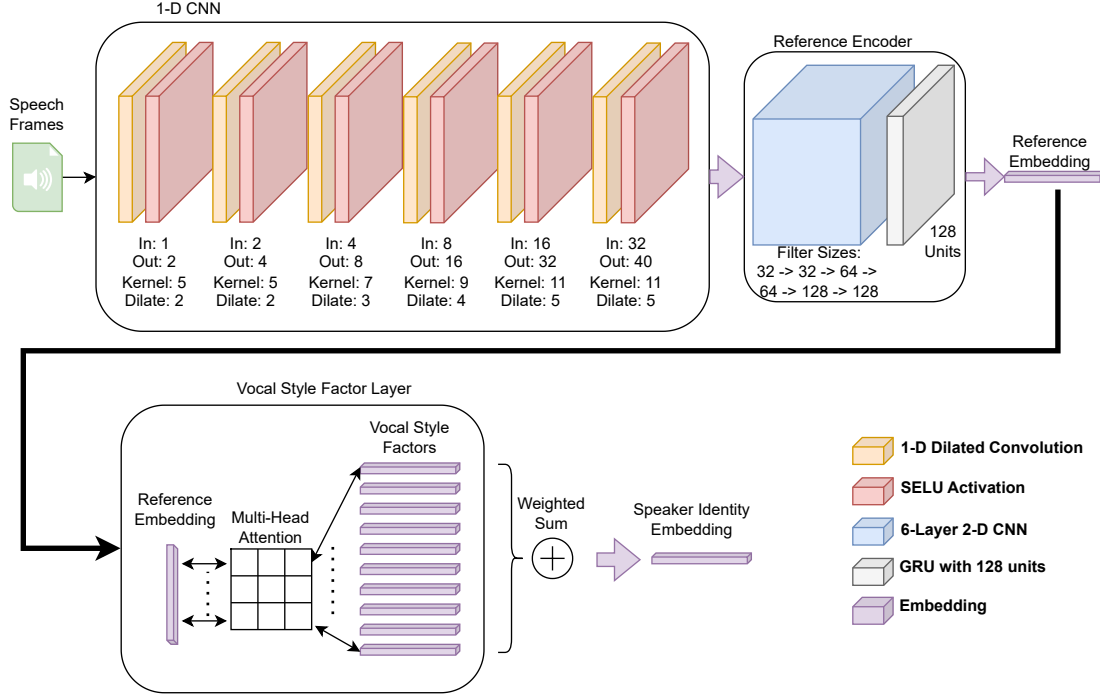 1-D CNN
Speech
Frames
In: 1
Out: 2
Kernel: 5
Dilate: 2
In: 2
Out: 4
Kernel: 5
Dilate: 2
In: 4
Out: 8
Kernel: 7
Dilate: 3
In: 8
Out: 16
Kernel: 9
Dilate: 4
In: 16
Out: 32
Kernel: 11
Dilate: 5
In: 32
Out: 40
Kernel: 11
Dilate: 5
Reference Encoder
Filter Sizes:
32 -> 32 -> 64 ->
64 -> 128 -> 128
128
Units
Reference
Embedding
Vocal Style Factor Layer
Reference
Embedding
Multi-Head
Attention
Vocal Style
Factors
Weighted
Sum
Speaker Identity
Embedding
1-D Dilated Convolution
SELU Activation
6-Layer 2-D CNN
GRU with 128 units
Embedding